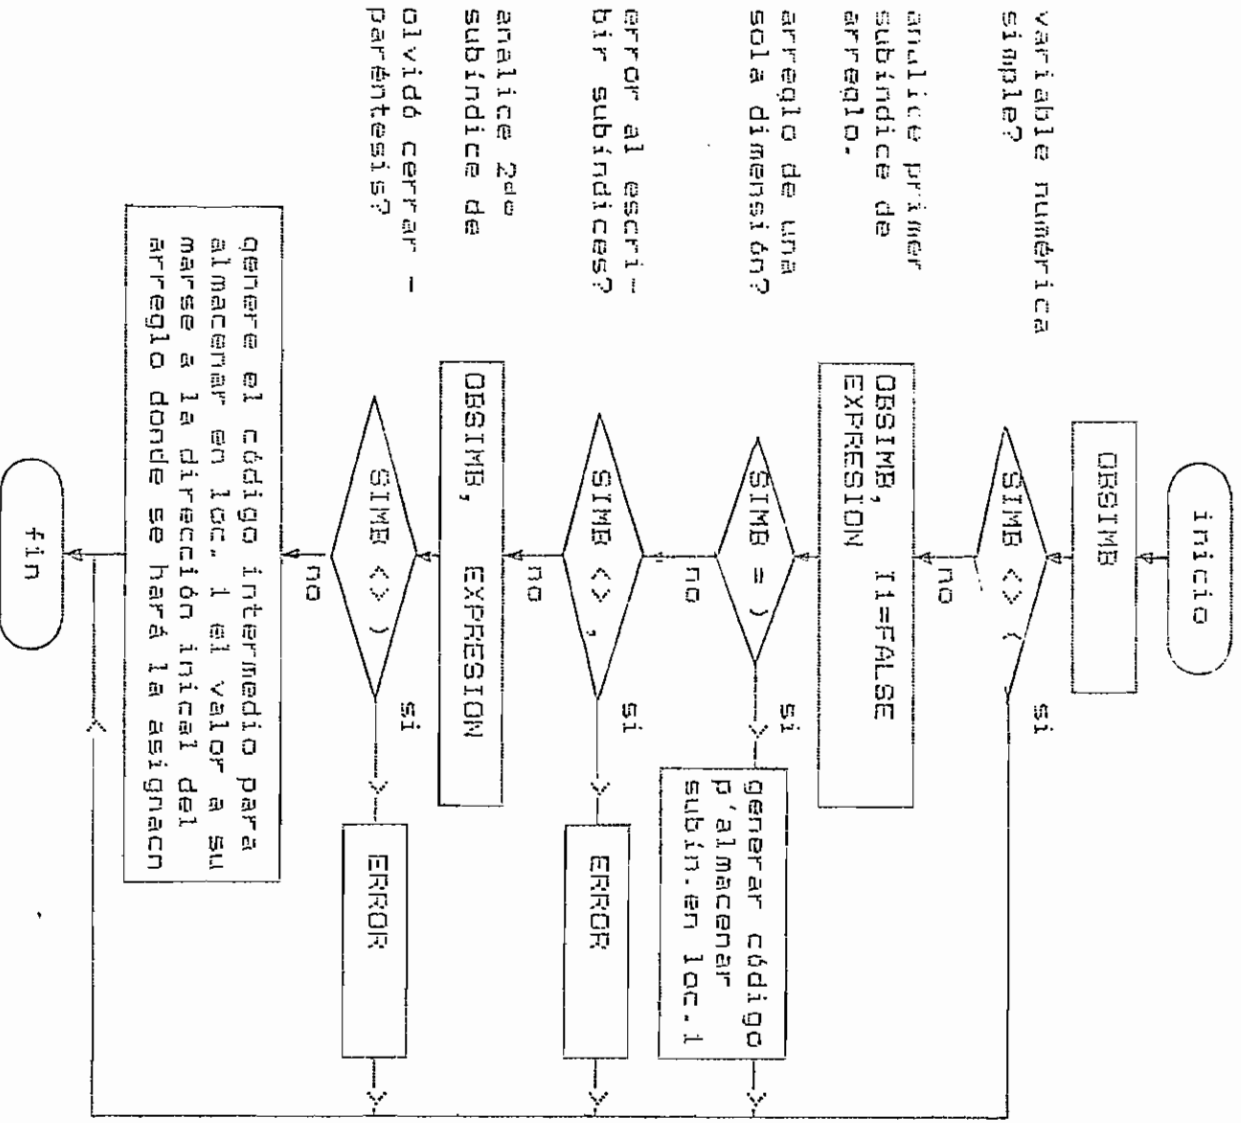 inicio
OBSIMB
variable numérica
simple?
SIMB <> (
si
no
analice primer
subíndice de
arreglo.
OBSIMB, I1=FALSE
EXPRESION
arreglo de una
sola dimensión?
SIMB = )
si
generar código
p'almacenar
subín.en loc.1
no
error al escri-
bir subíndices?
SIMB <> ,
si
ERROR
no
analice 2do
subíndice de
OBSIMB, EXPRESION
olvidó cerrar -
paréntesis?
SIMB <> )
si
ERROR
no
genere el código intermedio para
almacenar en loc. 1 el valor a su
marse a la dirección inical del
arreglo donde se hará la asignacn
fin